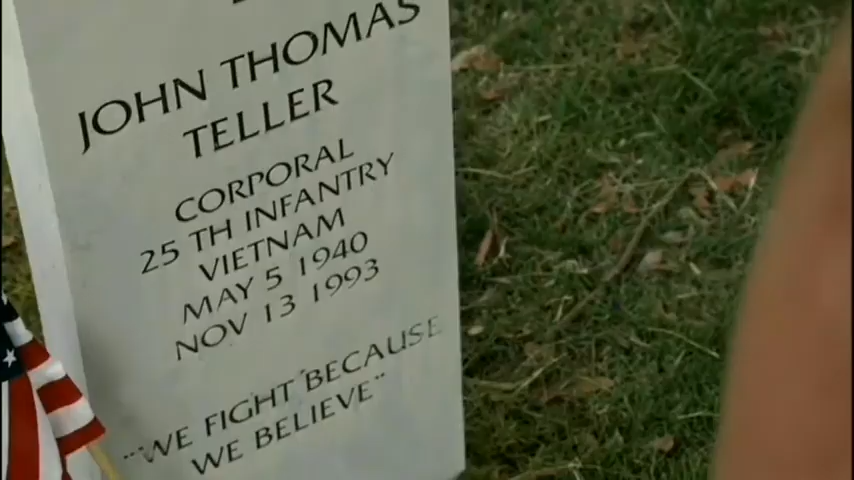 JOHN THOMAS
TELLER
CORPORAL
25 TH INFANTRY
VIETNAM
MAY 5 1940
NOV 13 1993
"WE FIGHT BECAUSE
WE BELIEVE"